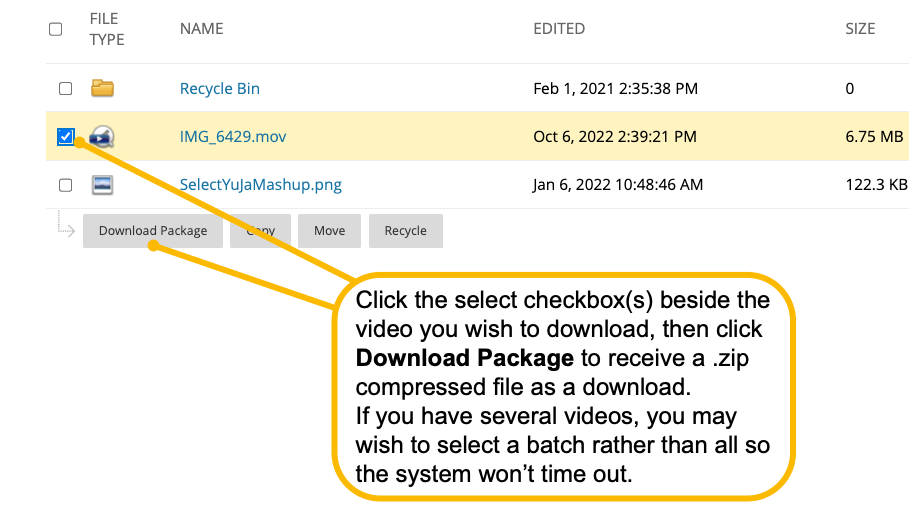 FILE TYPE NAME EDITED SIZE
Recycle Bin Feb 1, 2021 2:35:38 PM 0
IMG_6429.mov Oct 6, 2022 2:39:21 PM 6.75 MB
SelectYuJaMashup.png Jan 6, 2022 10:48:46 AM 122.3 KB
Download Package Copy Move Recycle
Click the select checkbox(s) beside the
video you wish to download, then click
Download Package to receive a .zip
compressed file as a download.
If you have several videos, you may
wish to select a batch rather than all so
the system won’t time out.